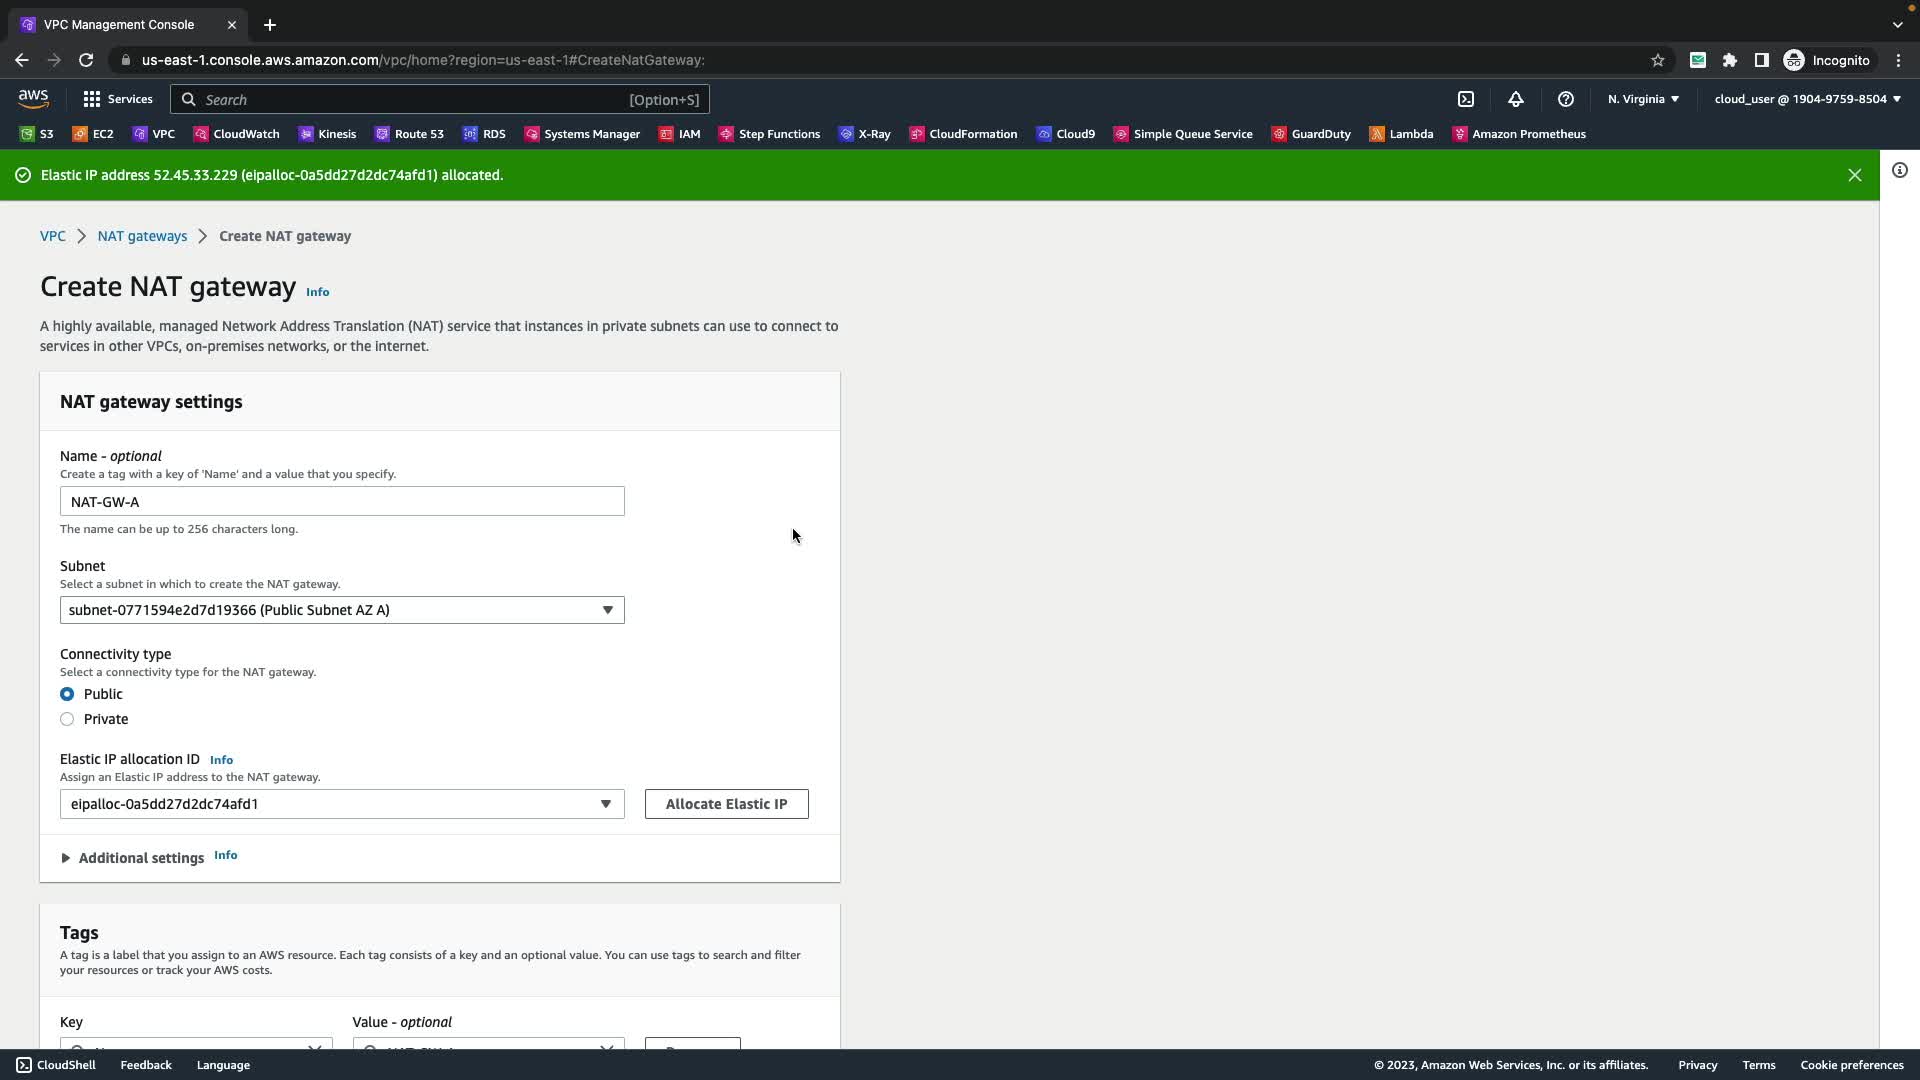 VPC Management Console
us-east-1.console.aws.amazon.com/vpc/home?region=us-east-1#CreateNatGateway:
Incognito
aws
Services
Search
[Option+S]
N. Virginia
cloud_user @ 1904-9759-8504
S3
EC2
VPC
CloudWatch
Kinesis
Route 53
RDS
Systems Manager
IAM
Step Functions
X-Ray
CloudFormation
Cloud9
Simple Queue Service
GuardDuty
Lambda
Amazon Prometheus
Elastic IP address 52.45.33.229 (eipalloc-0a5dd27d2dc74afd1) allocated.
VPC
NAT gateways
Create NAT gateway
Create NAT gateway Info
A highly available, managed Network Address Translation (NAT) service that instances in private subnets can use to connect to
services in other VPCs, on-premises networks, or the internet.
NAT gateway settings
Name - optional
Create a tag with a key of 'Name' and a value that you specify.
NAT-GW-A
The name can be up to 256 characters long.
Subnet
Select a subnet in which to create the NAT gateway.
subnet-0771594e2d7d19366 (Public Subnet AZ A)
Connectivity type
Select a connectivity type for the NAT gateway.
Public
Private
Elastic IP allocation ID Info
Assign an Elastic IP address to the NAT gateway.
eipalloc-0a5dd27d2dc74afd1
Allocate Elastic IP
Additional settings Info
Tags
A tag is a label that you assign to an AWS resource. Each tag consists of a key and an optional value. You can use tags to search and filter
your resources or track your AWS costs.
Key
Value - optional
CloudShell
Feedback
Language
© 2023, Amazon Web Services, Inc. or its affiliates.
Privacy
Terms
Cookie preferences